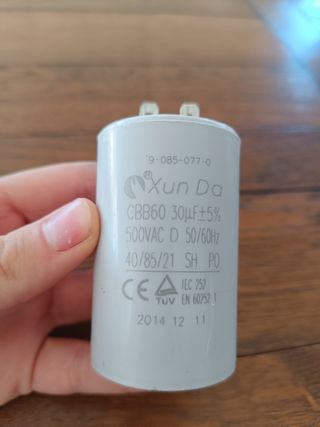 9-085-077-0
® Xun Da
CBB60 30µF±5%
500VAC D 50/60Hz
40/85/21 SH P0
CE TÜV IEC 252
EN 60252-1
2014 12 11